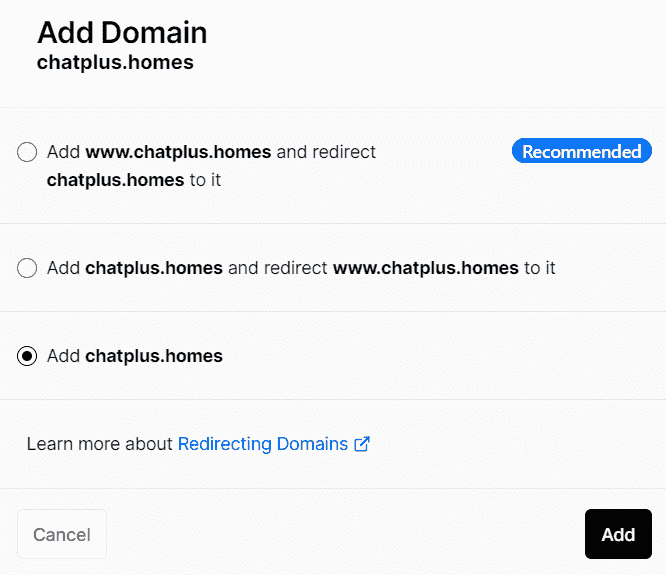 Add Domain
chatplus.homes
Add www.chatplus.homes and redirect
Recommended
chatplus.homes to it
Add chatplus.homes and redirect www.chatplus.homes to it
Add chatplus.homes
Learn more about Redirecting Domains
Cancel
Add